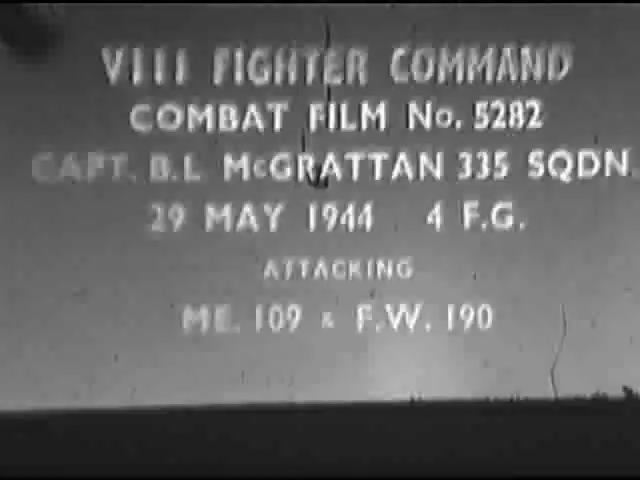 VIII FIGHTER COMMAND
COMBAT FILM No. 5282
CAPT. B.L McGRATTAN 335 SQDN.
29 MAY 1944 4 F.G.
ATTACKING
ME. 109 & F.W. 190